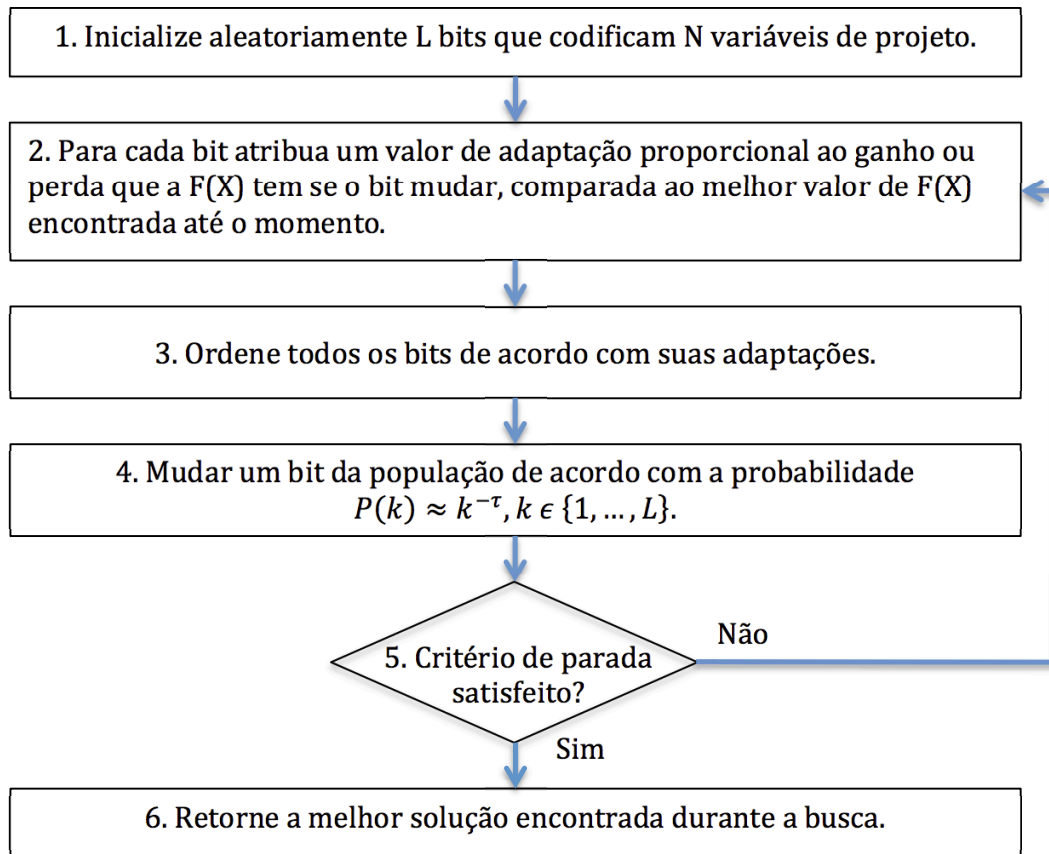 1. Inicialize aleatoriamente L bits que codificam N variáveis de projeto.
2. Para cada bit atribua um valor de adaptação proporcional ao ganho ou
perda que a F(X) tem se o bit mudar, comparada ao melhor valor de F(X)
encontrada até o momento.
3. Ordene todos os bits de acordo com suas adaptações.
4. Mudar um bit da população de acordo com a probabilidade
P(k) ≈ k^{-τ}, k ϵ {1, ..., L}.
5. Critério de parada
satisfeito?
Não
Sim
6. Retorne a melhor solução encontrada durante a busca.